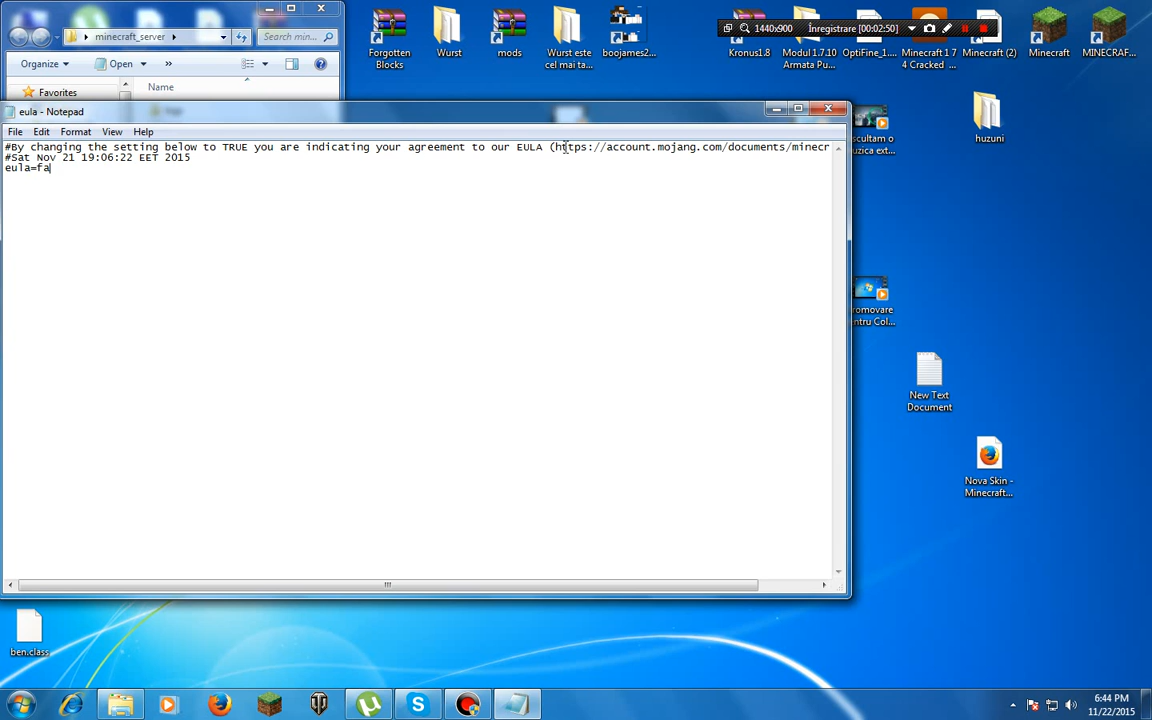 minecraft_server
Search min...
Organize
Open
»
Favorites
Name
eula - Notepad
File Edit Format View Help
#By changing the setting below to TRUE you are indicating your agreement to our EULA (https://account.mojang.com/documents/minecr
#Sat Nov 21 19:06:22 EET 2015
eula=fa
1440x900 Înregistrare [00:02:50]
Forgotten
Blocks
Wurst
mods
Wurst este
cel mai ta...
boojames2...
Kronus1.8
Modul 1.7.10
Armata Pu...
OptiFine_1....
Minecraft 1 7
4 Cracked ...
Minecraft (2)
Minecraft
MINECRAF...
huzuni
New Text
Document
Nova Skin -
Minecraft...
ben.class
6:44 PM
11/22/2015